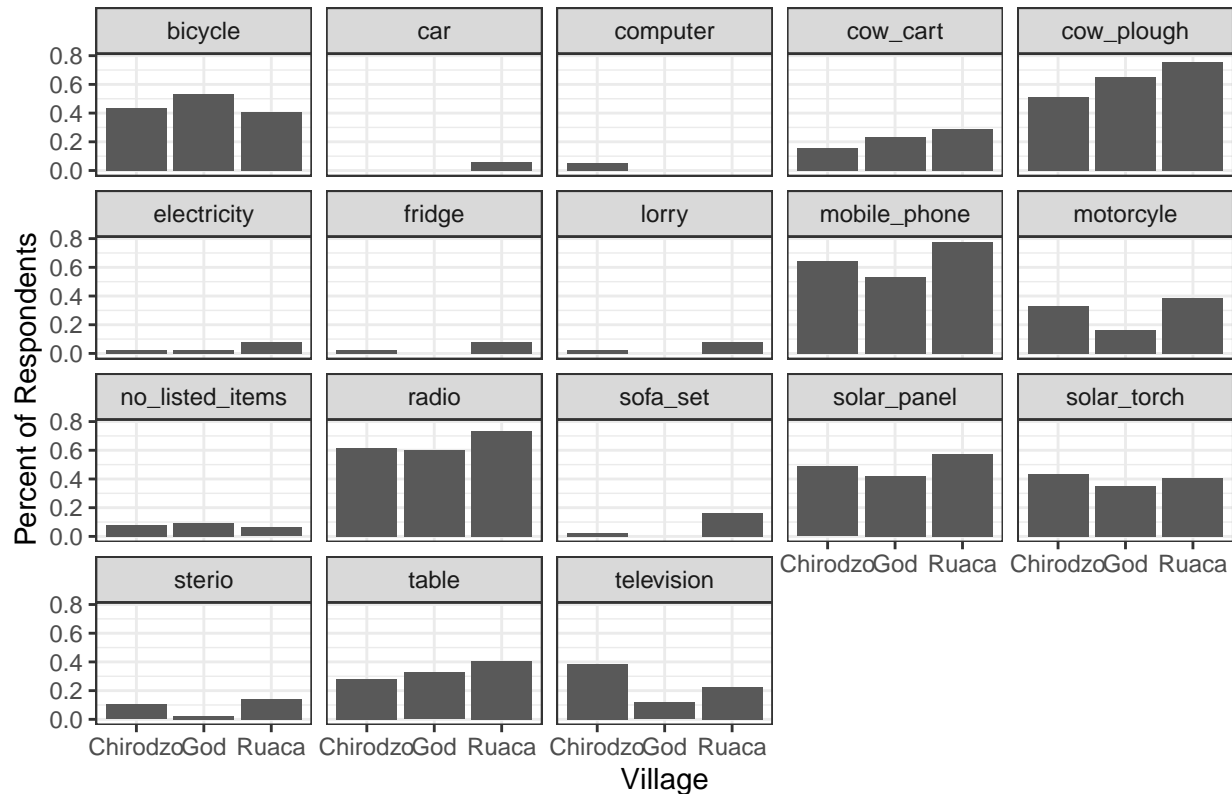 bicycle car computer cow_cart cow_plough
0.8
0.6
0.4
0.2
0.0
electricity fridge lorry mobile_phone motorcyle
0.8
0.6
0.4
0.2
0.0
no_listed_items radio sofa_set solar_panel solar_torch
0.8
0.6
0.4
0.2
0.0
Chirodzo God Ruaca Chirodzo God Ruaca
sterio table television
0.8
0.6
0.4
0.2
0.0
Chirodzo God Ruaca Chirodzo God Ruaca Chirodzo God Ruaca
Village
Percent of Respondents